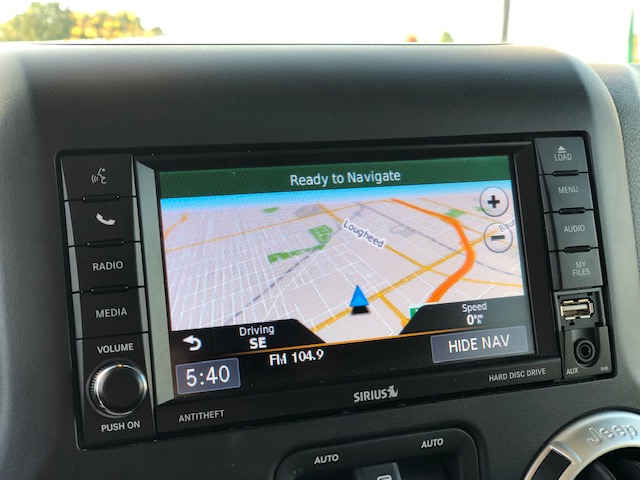 Ready to Navigate
LOAD
MENU
AUDIO
MY
FILES
RADIO
MEDIA
VOLUME
PUSH ON
+
Lougheed
−
Driving
SE
Speed
0 km/h
FM 104.9
HIDE NAV
5:40
ANTITHEFT
SIRIUS
HARD DISC DRIVE
AUX
AUTO
AUTO
Jeep